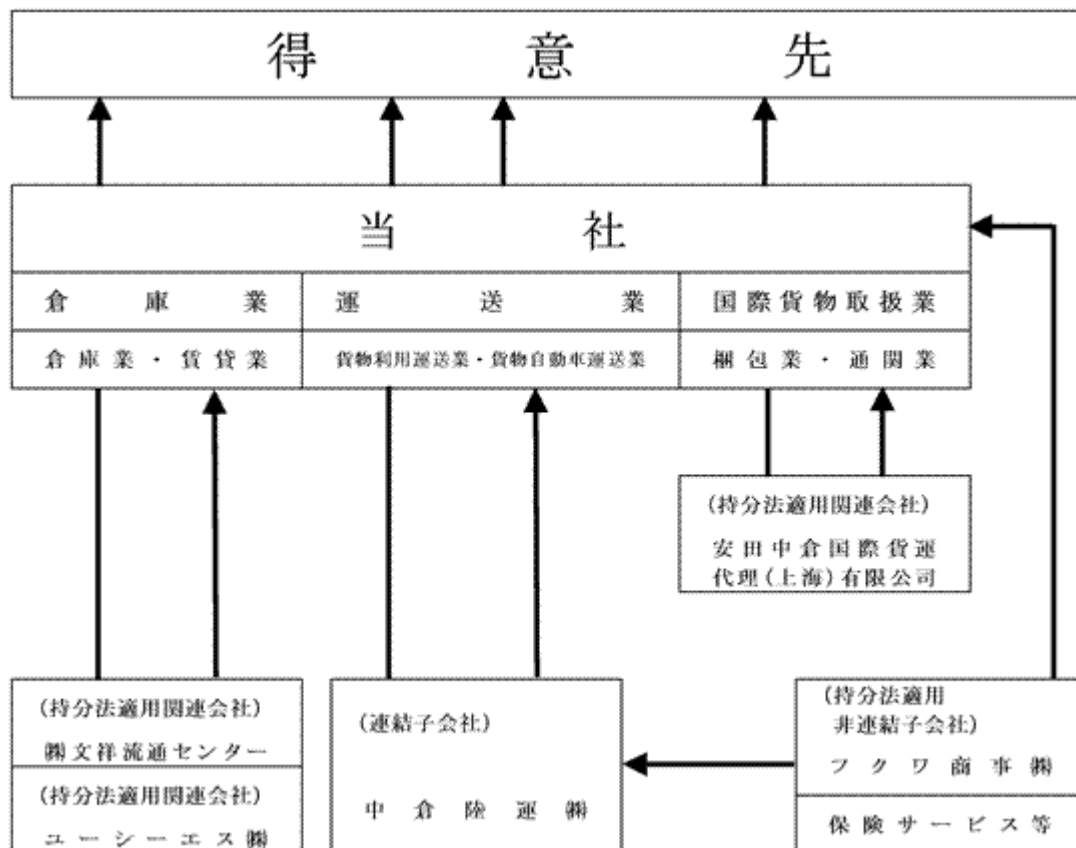 得意先
当社
倉庫業
運送業
国際貨物取扱業
倉庫業・賃貸業
貨物利用運送業・貨物自動車運送業
梱包業・通関業
(持分法適用関連会社)
安田中倉国際貨運
代理(上海)有限公司
(持分法適用関連会社)
㈱文祥流通センター
(持分法適用関連会社)
ユーシーエス㈱
(連結子会社)
中倉陸運㈱
(持分法適用
非連結子会社)
フクワ商事㈱
保険サービス等